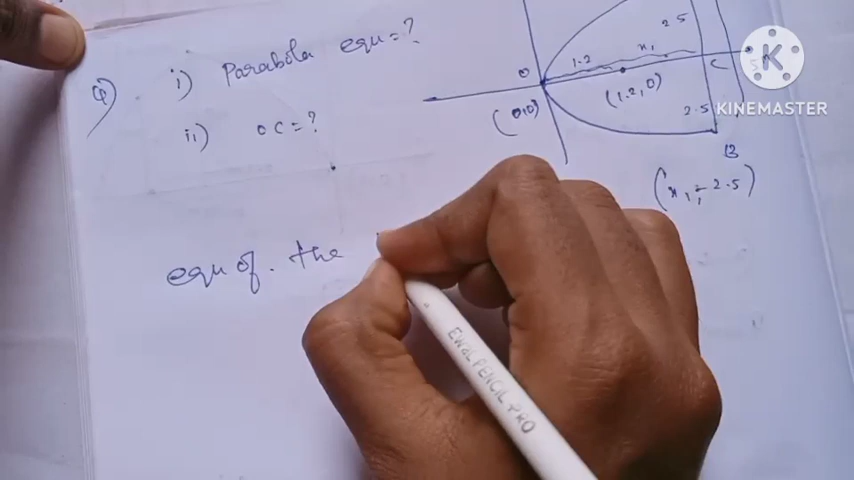 Q) i) Parabola equ=?
ii) oc=?
2.5
x1
1.2
O
C
(0,0)
(1.2,0)
2.5
B
(x1, -2.5)
equ of. the
K
KINEMASTER
EWAL PENCIL PRO